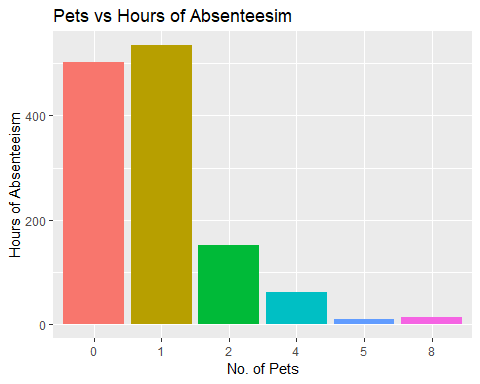 Pets vs Hours of Absenteesim
Hours of Absenteeism
400
200
0
0 1 2 4 5 8
No. of Pets